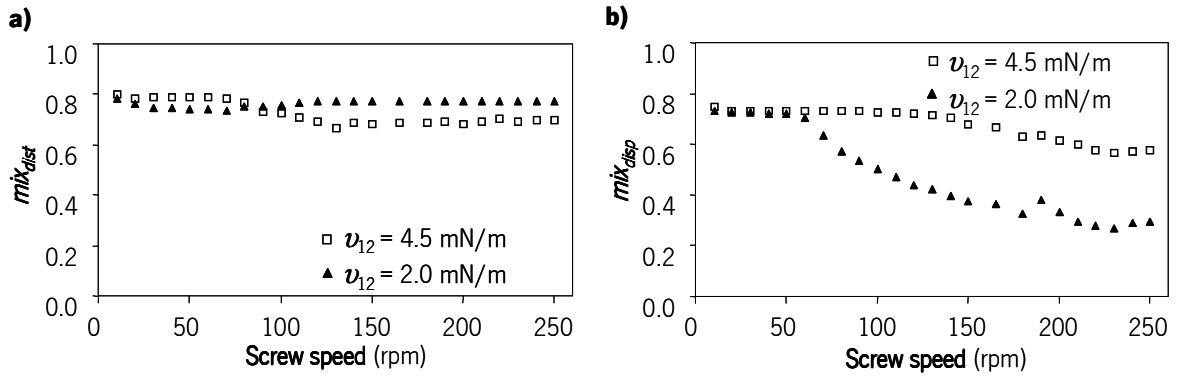 a)
1.0
0.8
0.6
0.4
0.2
0.0
mix_dist
0 50 100 150 200 250
Screw speed (rpm)
υ12 = 4.5 mN/m
υ12 = 2.0 mN/m
b)
1.0
0.8
0.6
0.4
0.2
0.0
mix_disp
0 50 100 150 200 250
Screw speed (rpm)
υ12 = 4.5 mN/m
υ12 = 2.0 mN/m